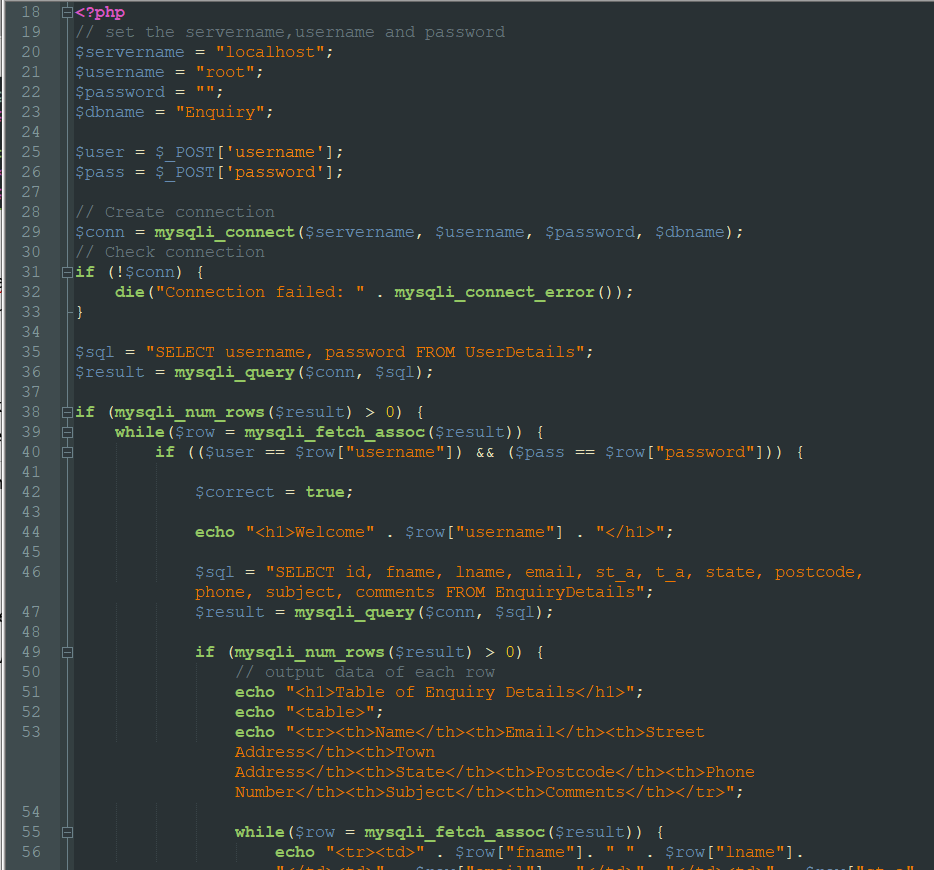 18 <?php
19 // set the servername,username and password
20 $servername = "localhost";
21 $username = "root";
22 $password = "";
23 $dbname = "Enquiry";
24
25 $user = $_POST['username'];
26 $pass = $_POST['password'];
27
28 // Create connection
29 $conn = mysqli_connect($servername, $username, $password, $dbname);
30 // Check connection
31 if (!$conn) {
32 die("Connection failed: " . mysqli_connect_error());
33 }
34
35 $sql = "SELECT username, password FROM UserDetails";
36 $result = mysqli_query($conn, $sql);
37
38 if (mysqli_num_rows($result) > 0) {
39 while($row = mysqli_fetch_assoc($result)) {
40 if (($user == $row["username"]) && ($pass == $row["password"])) {
41
42 $correct = true;
43
44 echo "<h1>Welcome" . $row["username"] . "</h1>";
45
46 $sql = "SELECT id, fname, lname, email, st_a, t_a, state, postcode,
phone, subject, comments FROM EnquiryDetails";
47 $result = mysqli_query($conn, $sql);
48
49 if (mysqli_num_rows($result) > 0) {
50 // output data of each row
51 echo "<h1>Table of Enquiry Details</h1>";
52 echo "<table>";
53 echo "<tr><th>Name</th><th>Email</th><th>Street
Address</th><th>Town
Address</th><th>State</th><th>Postcode</th><th>Phone
Number</th><th>Subject</th><th>Comments</th></tr>";
54
55 while($row = mysqli_fetch_assoc($result)) {
56 echo "<tr><td>" . $row["fname"]. " " . $row["lname"].